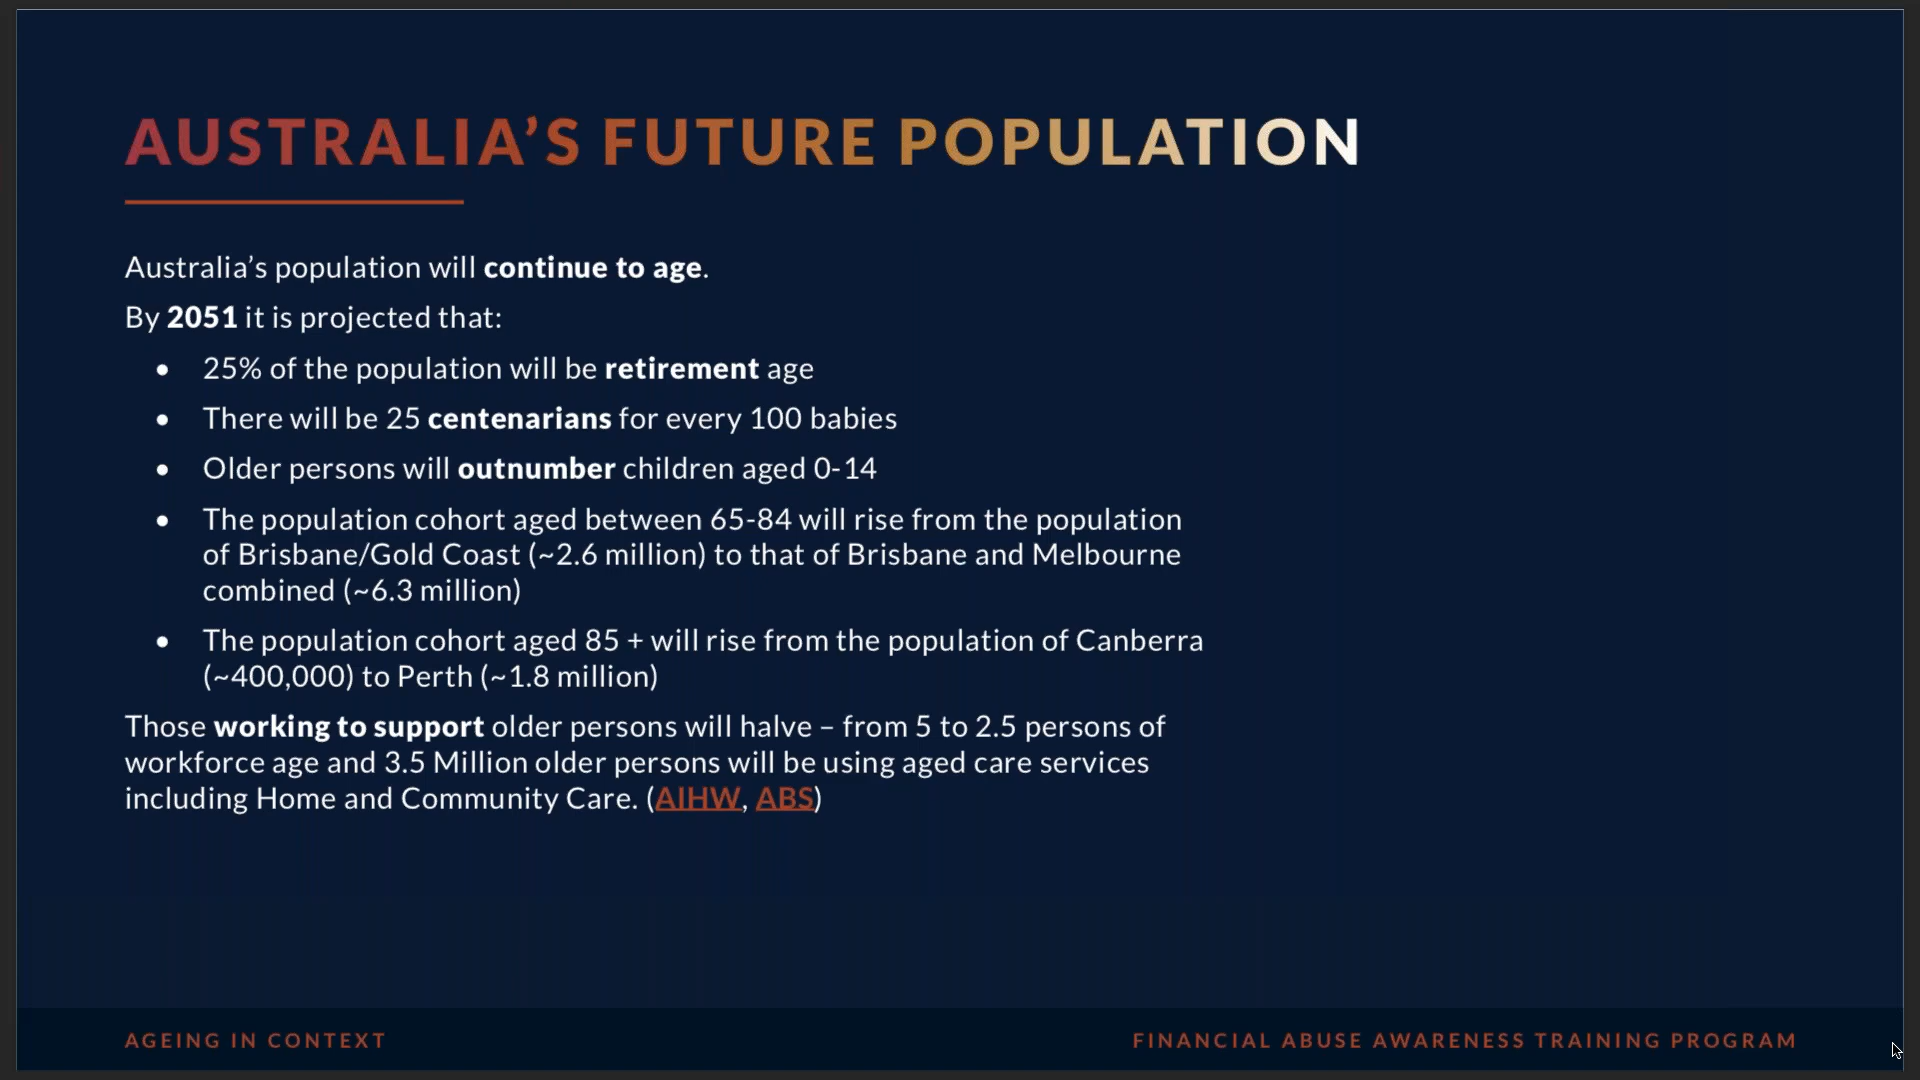 AUSTRALIA’S FUTURE POPULATION
Australia’s population will continue to age.
By 2051 it is projected that:
• 25% of the population will be retirement age
• There will be 25 centenarians for every 100 babies
• Older persons will outnumber children aged 0-14
• The population cohort aged between 65-84 will rise from the population
of Brisbane/Gold Coast (~2.6 million) to that of Brisbane and Melbourne
combined (~6.3 million)
• The population cohort aged 85 + will rise from the population of Canberra
(~400,000) to Perth (~1.8 million)
Those working to support older persons will halve – from 5 to 2.5 persons of
workforce age and 3.5 Million older persons will be using aged care services
including Home and Community Care. (AIHW, ABS)
AGEING IN CONTEXT
FINANCIAL ABUSE AWARENESS TRAINING PROGRAM